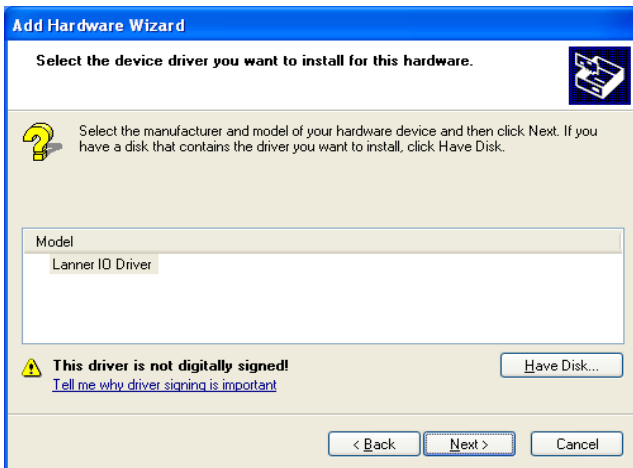 Add Hardware Wizard
Select the device driver you want to install for this hardware.
Select the manufacturer and model of your hardware device and then click Next. If you
have a disk that contains the driver you want to install, click Have Disk.
Model
Lanner IO Driver
This driver is not digitally signed!
Have Disk...
Tell me why driver signing is important
< Back
Next >
Cancel